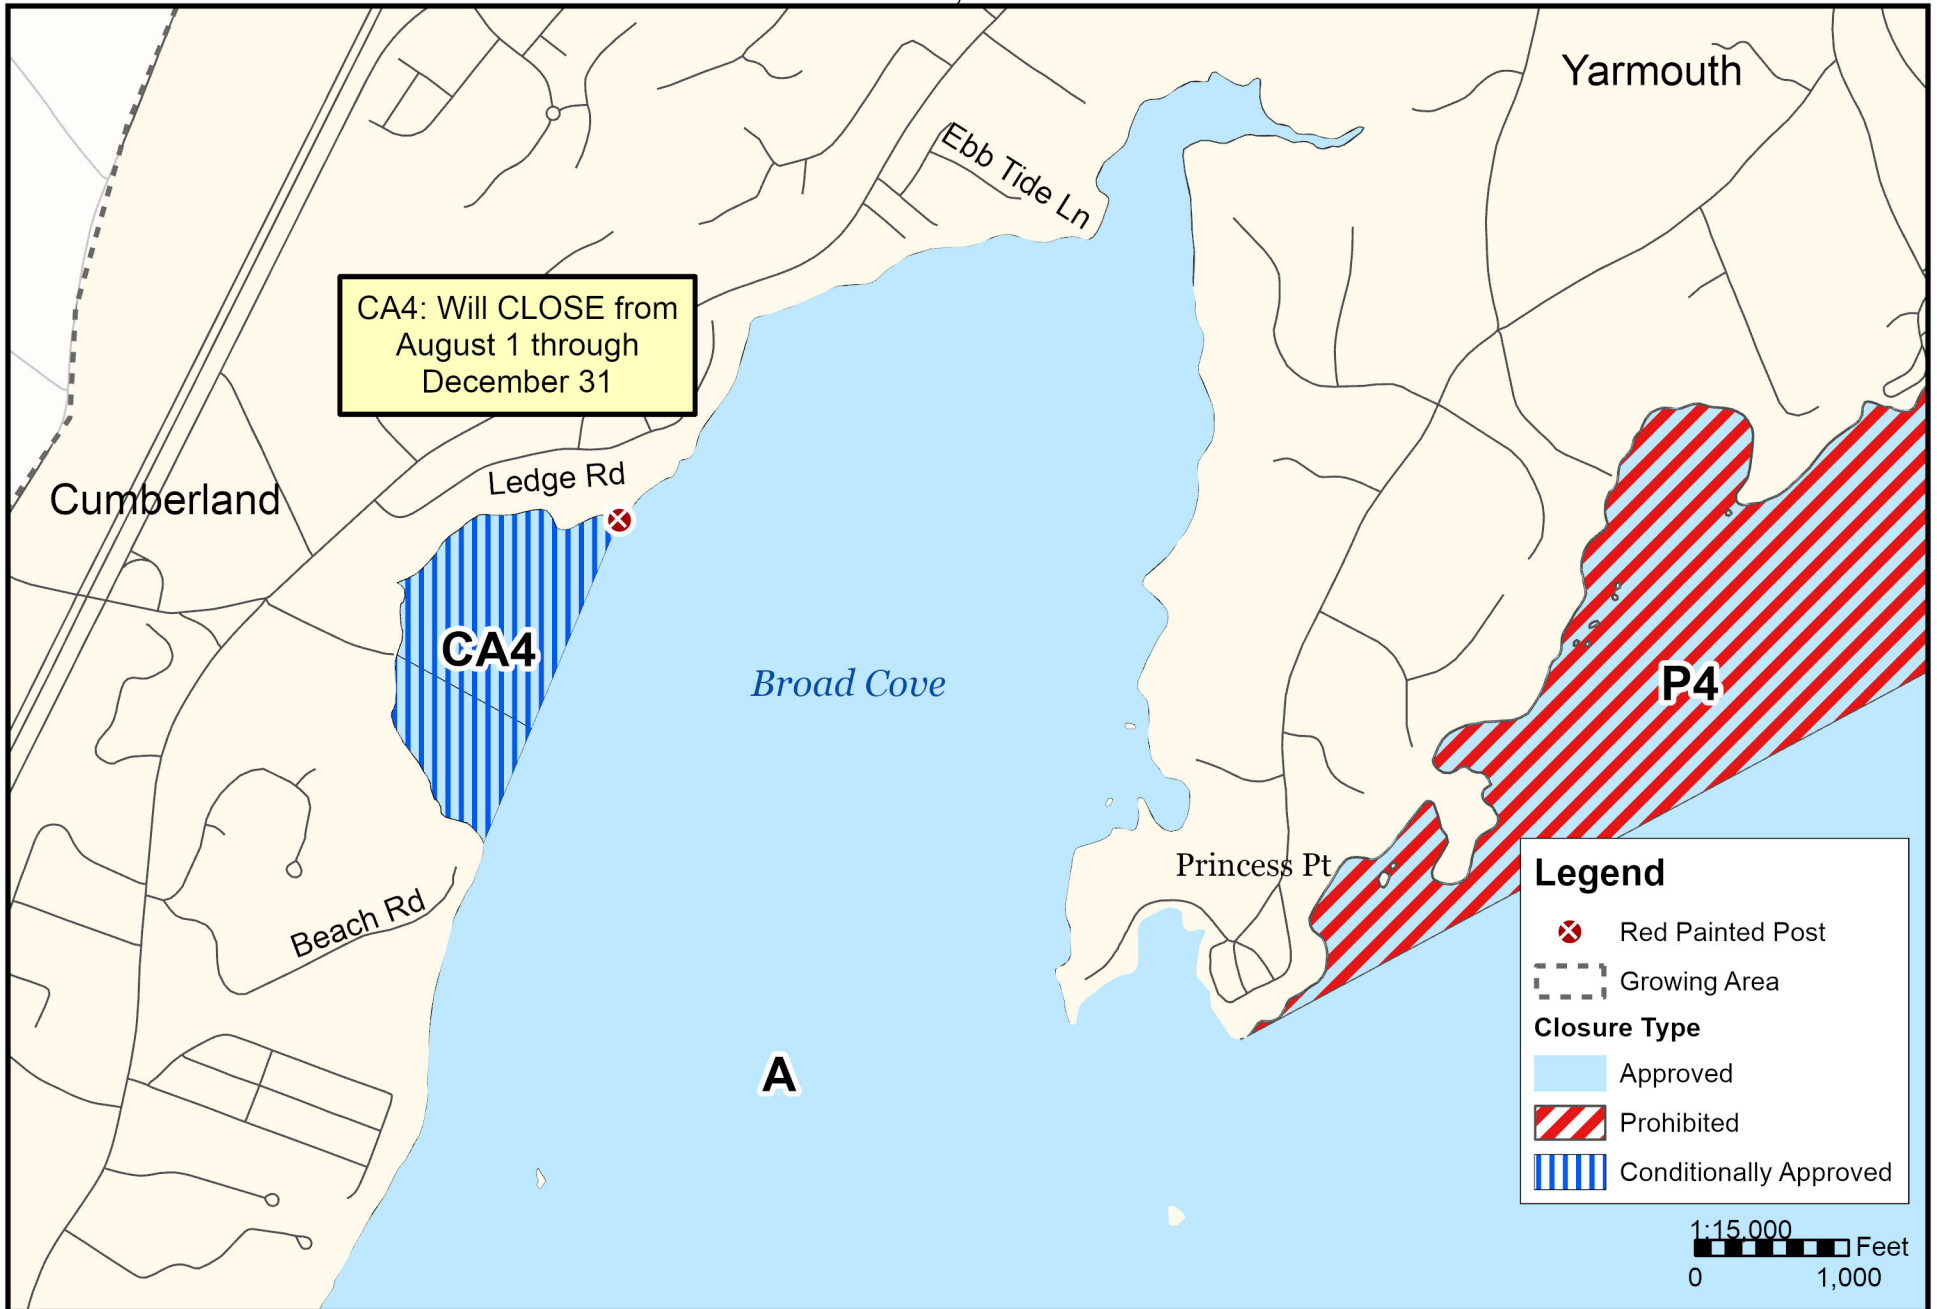 Yarmouth
Ebb Tide Ln
CA4: Will CLOSE from
August 1 through
December 31
Ledge Rd
Cumberland
CA4
Broad Cove
P4
Princess Pt
Beach Rd
A
Legend
Red Painted Post
Growing Area
Closure Type
Approved
Prohibited
Conditionally Approved
1:15,000
Feet
0 1,000